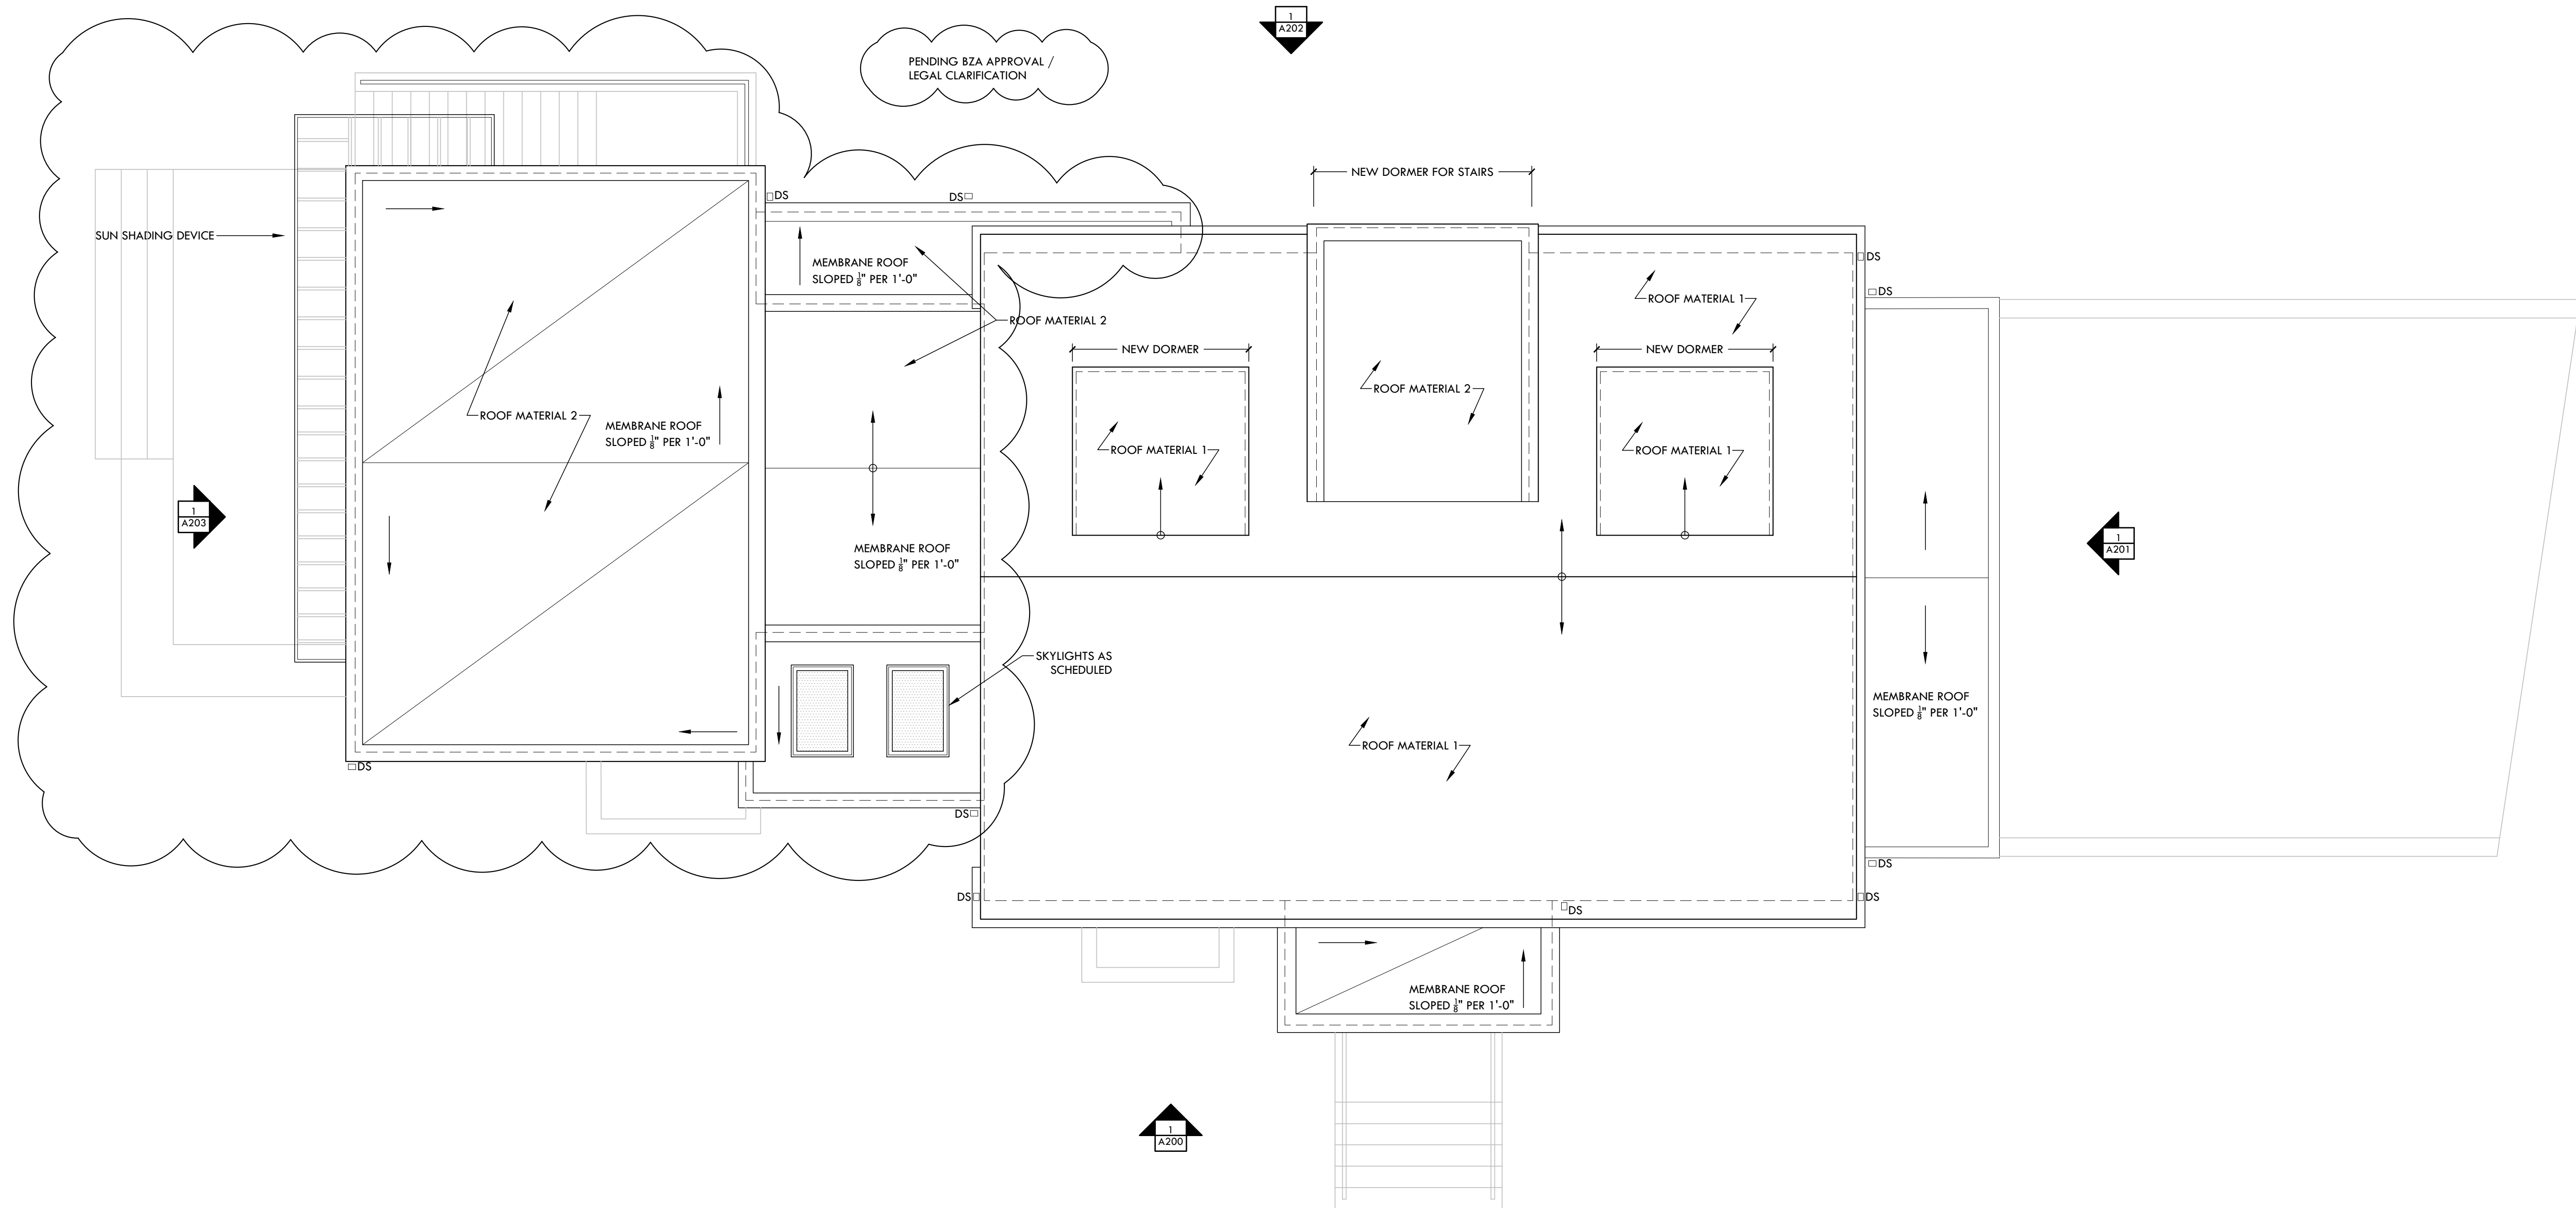 1
A202
PENDING BZA APPROVAL /
LEGAL CLARIFICATION
NEW DORMER FOR STAIRS
DS
DS
SUN SHADING DEVICE
MEMBRANE ROOF
SLOPED 1/8" PER 1'-0"
DS
DS
ROOF MATERIAL 1
ROOF MATERIAL 2
NEW DORMER
NEW DORMER
ROOF MATERIAL 2
ROOF MATERIAL 2
MEMBRANE ROOF
SLOPED 1/8" PER 1'-0"
ROOF MATERIAL 1
ROOF MATERIAL 1
1
A203
1
A201
MEMBRANE ROOF
SLOPED 1/8" PER 1'-0"
SKYLIGHTS AS
SCHEDULED
MEMBRANE ROOF
SLOPED 1/8" PER 1'-0"
ROOF MATERIAL 1
DS
DS
DS
DS
DS
DS
MEMBRANE ROOF
SLOPED 1/8" PER 1'-0"
1
A200